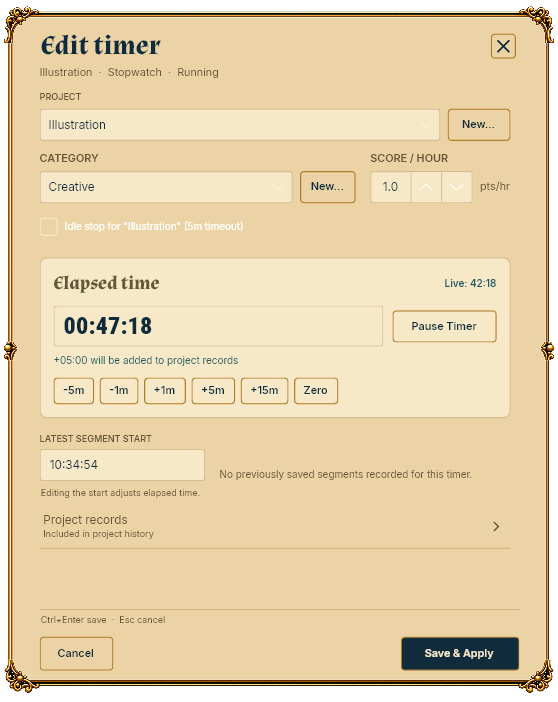 Edit timer
Illustration · Stopwatch · Running
PROJECT
Illustration
New...
CATEGORY
SCORE / HOUR
Creative
New...
1.0
pts/hr
Idle stop for "Illustration" (5m timeout)
Elapsed time
Live: 42:18
00:47:18
Pause Timer
+05:00 will be added to project records
-5m
-1m
+1m
+5m
+15m
Zero
LATEST SEGMENT START
10:34:54
No previously saved segments recorded for this timer.
Editing the start adjusts elapsed time.
Project records
Included in project history
Ctrl+Enter save · Esc cancel
Cancel
Save & Apply